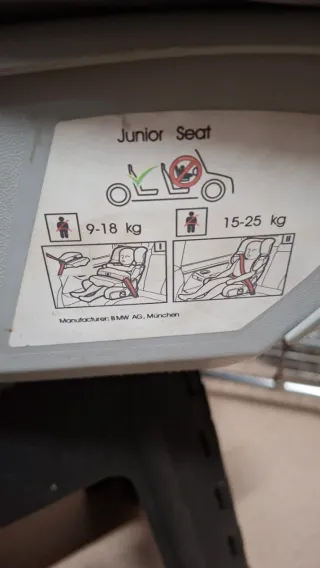 Junior Seat
9-18 kg
15-25 kg
I
II
Manufacturer: BMW AG, München